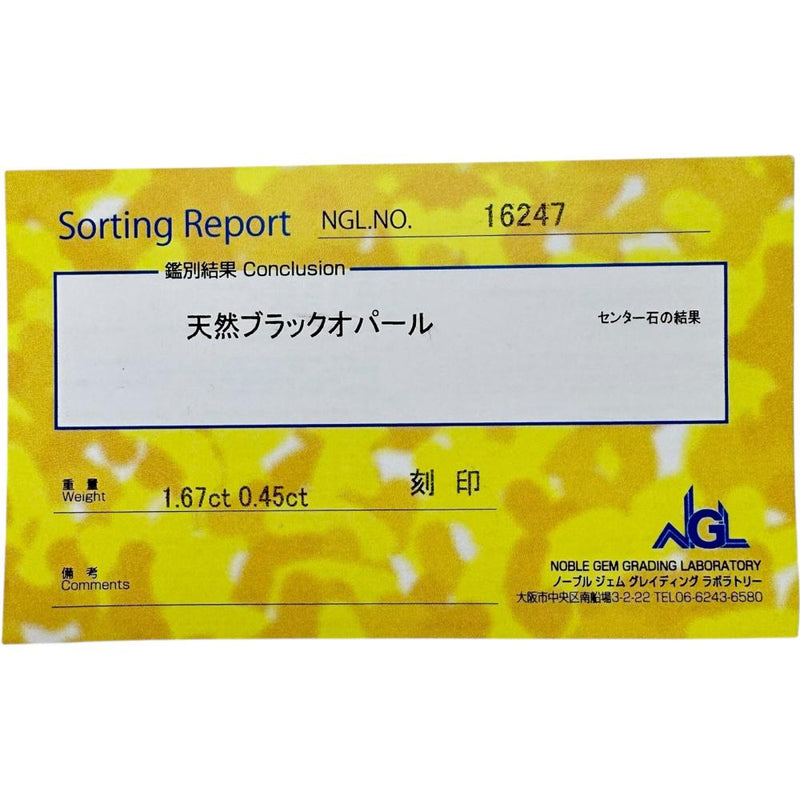 Sorting Report NGL.NO. 16247
鑑別結果 Conclusion
天然ブラックオパール センター石の結果
重量
Weight 1.67ct 0.45ct 刻印
備考
Comments
NGL
NOBLE GEM GRADING LABORATORY
ノーブル ジェム グレイディング ラボラトリー
大阪市中央区南船場3-2-22 TEL06-6243-6580